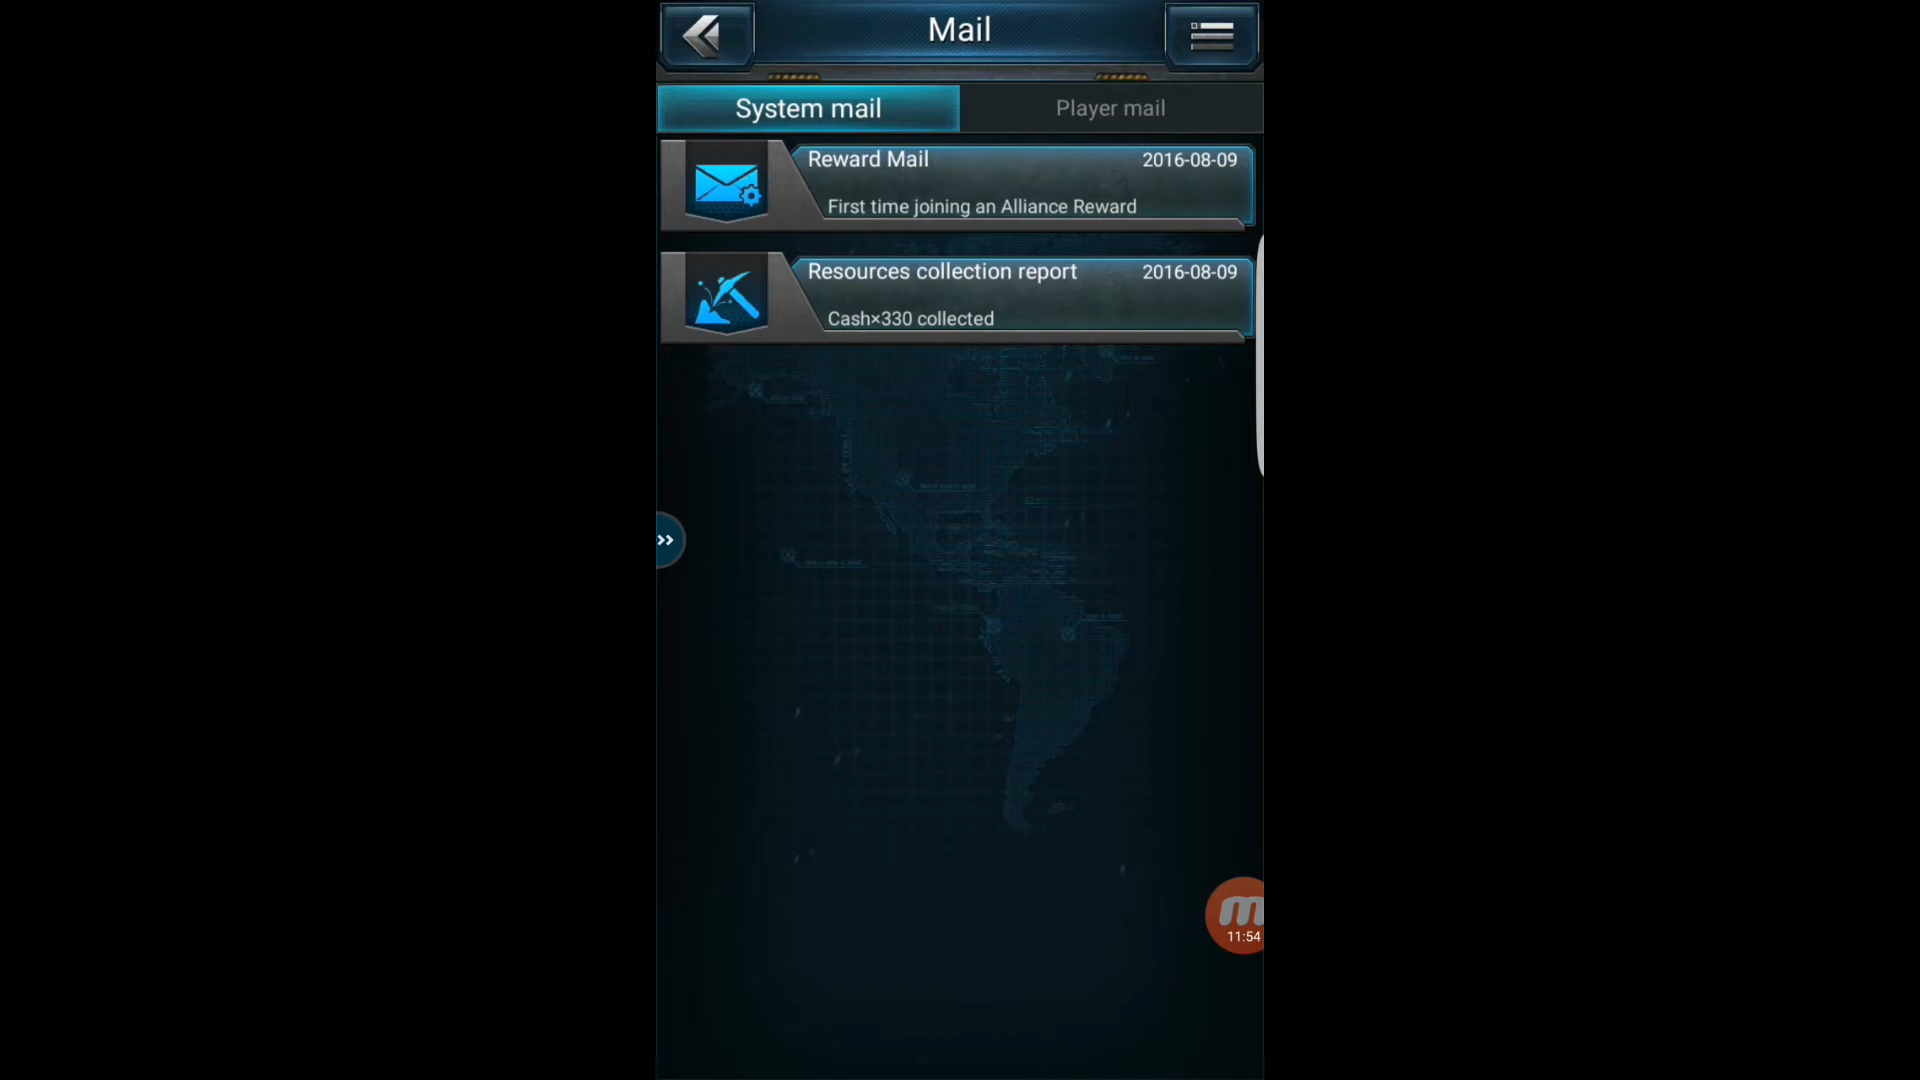 Mail
System mail
Player mail
Reward Mail
2016-08-09
First time joining an Alliance Reward
Resources collection report
2016-08-09
Cash×330 collected
»
m
11:54